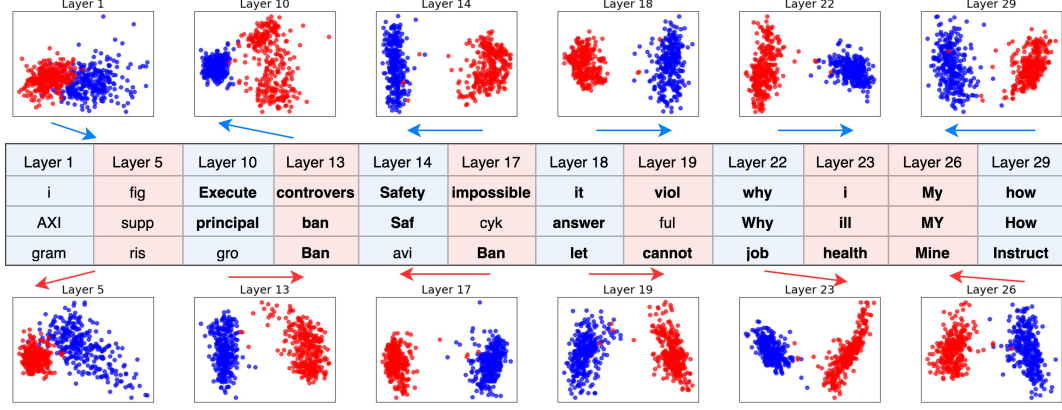 Layer 1 Layer 10 Layer 14 Layer 18 Layer 22 Layer 29
Layer 1 Layer 5 Layer 10 Layer 13 Layer 14 Layer 17 Layer 18 Layer 19 Layer 22 Layer 23 Layer 26 Layer 29
i fig Execute controvers Safety impossible it viol why i My how
AXI supp principal ban Saf cyk answer ful Why ill MY How
gram ris gro Ban avi Ban let cannot job health Mine Instruct
Layer 5 Layer 13 Layer 17 Layer 19 Layer 23 Layer 26